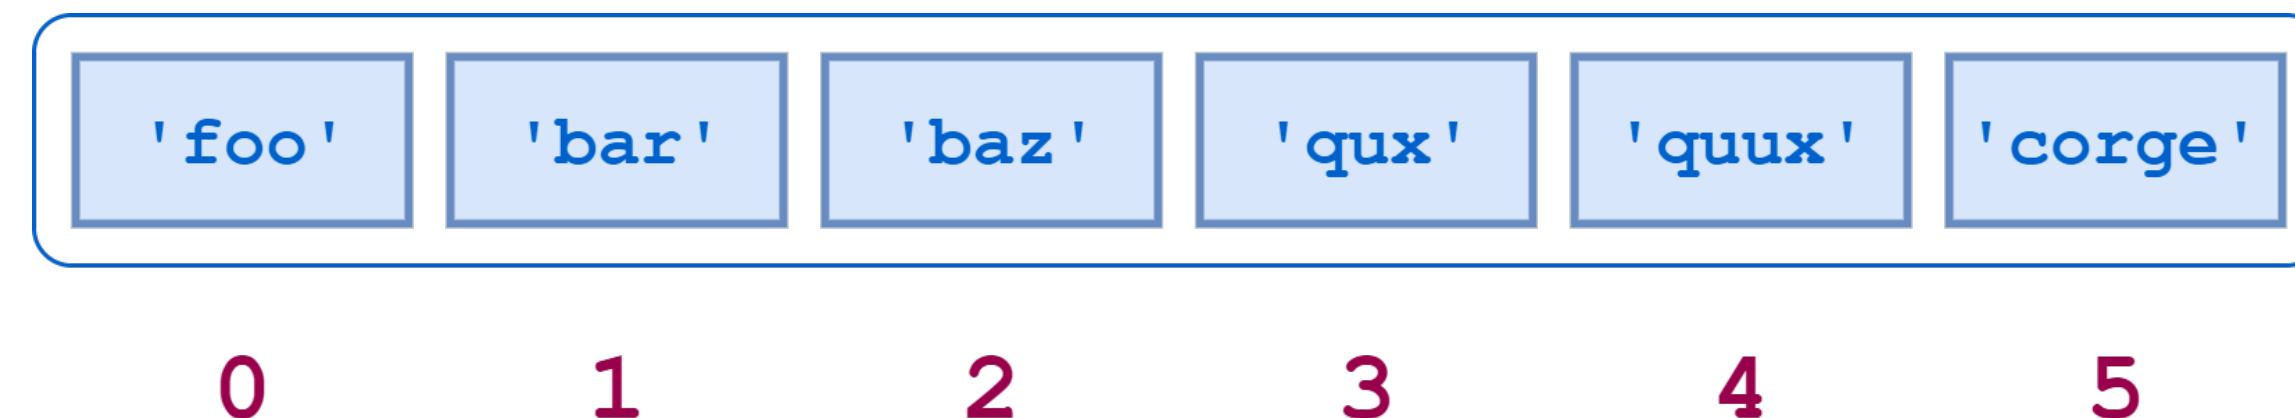 'foo' 'bar' 'baz' 'qux' 'quux' 'corge'
0 1 2 3 4 5